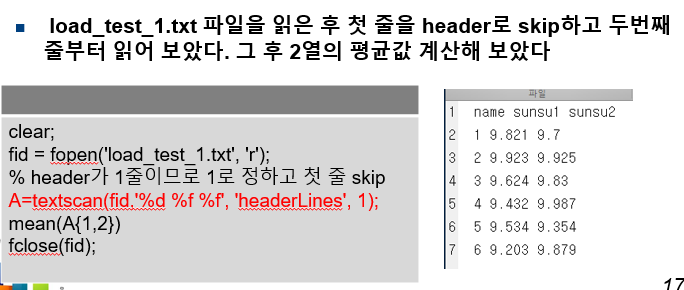 load_test_1.txt 파일을 읽은 후 첫 줄을 header로 skip하고 두번째
줄부터 읽어 보았다. 그 후 2열의 평균값 계산해 보았다
clear;
fid = fopen('load_test_1.txt', 'r');
% header가 1줄이므로 1로 정하고 첫 줄 skip
A=textscan(fid,'%d %f %f', 'headerLines', 1);
mean(A{1,2})
fclose(fid);
파일
1 name sunsu1 sunsu2
2 1 9.821 9.7
3 2 9.923 9.925
4 3 9.624 9.83
5 4 9.432 9.987
6 5 9.534 9.354
7 6 9.203 9.879
17